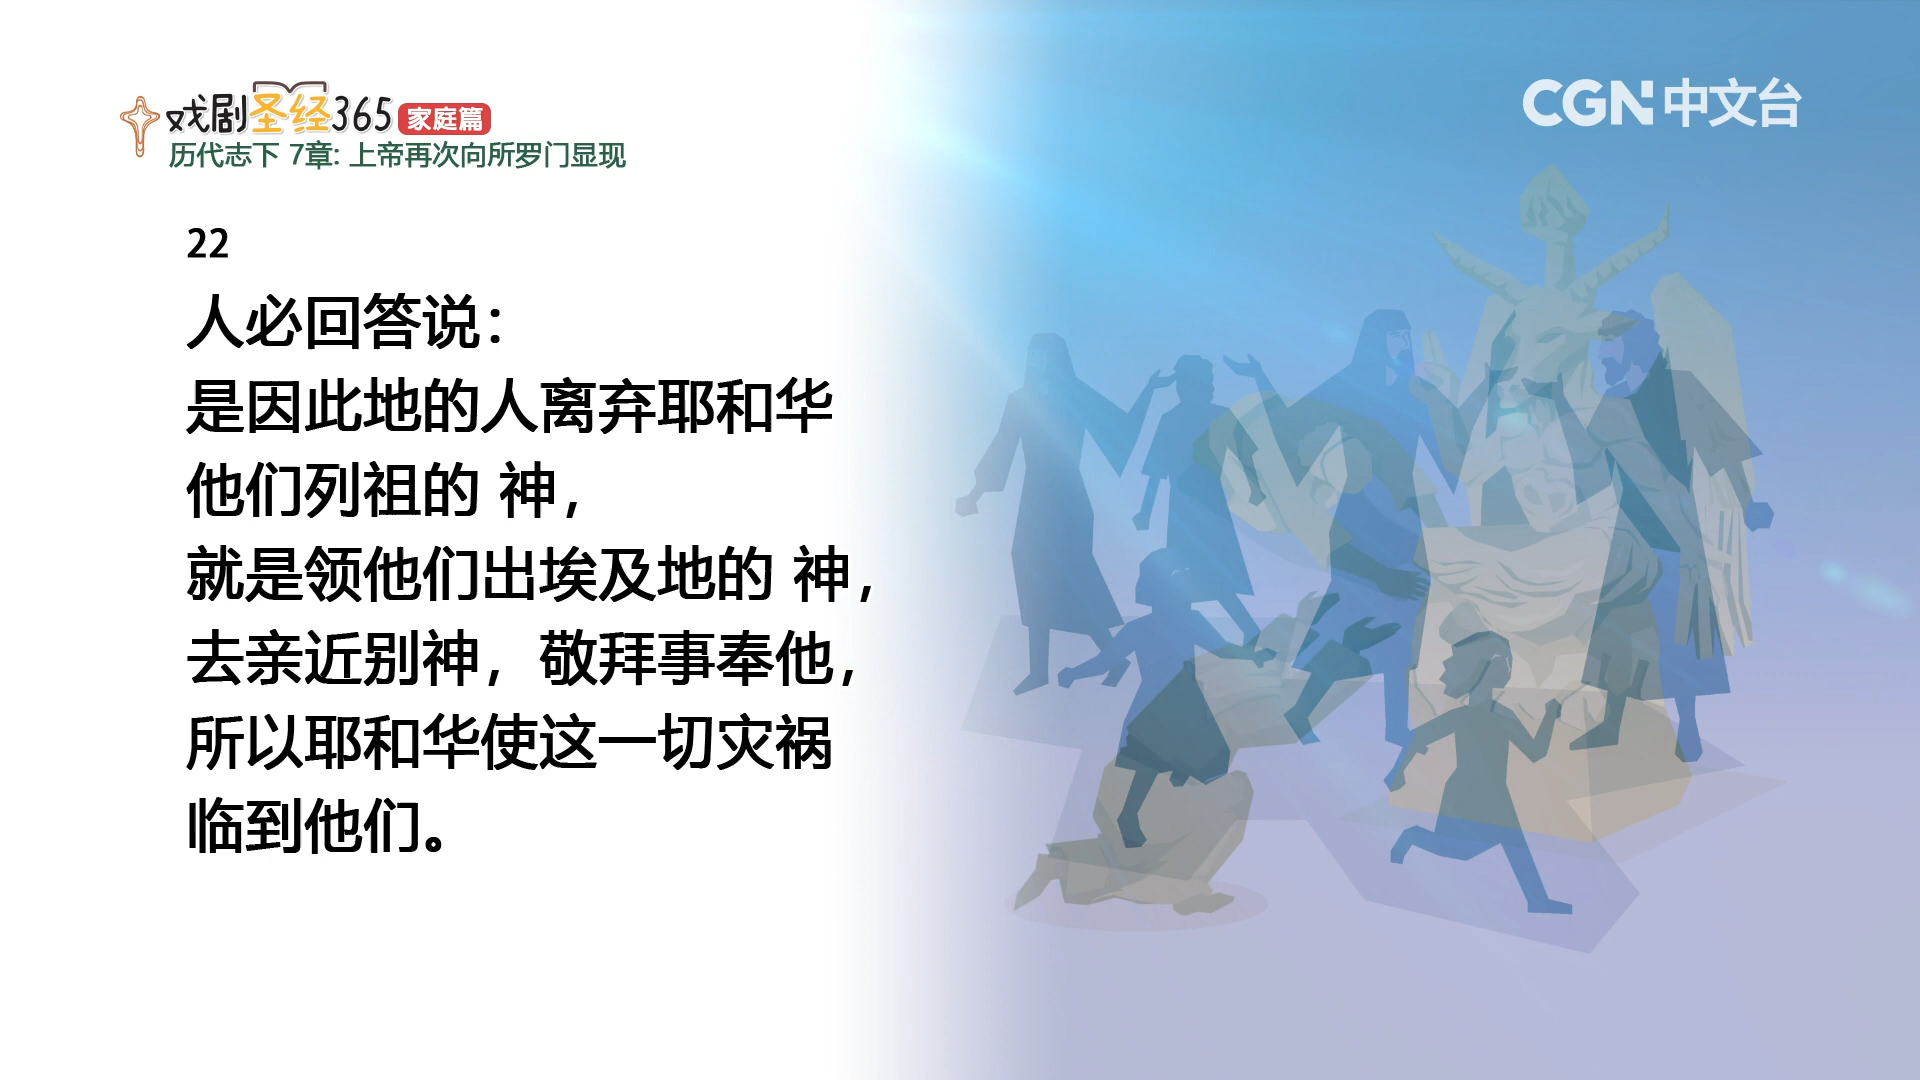 戏剧圣经365 家庭篇
历代志下 7章: 上帝再次向所罗门显现
CGN 中文台
22
人必回答说：
是因此地的人离弃耶和华
他们列祖的 神，
就是领他们出埃及地的 神，
去亲近别神，敬拜事奉他，
所以耶和华使这一切灾祸
临到他们。